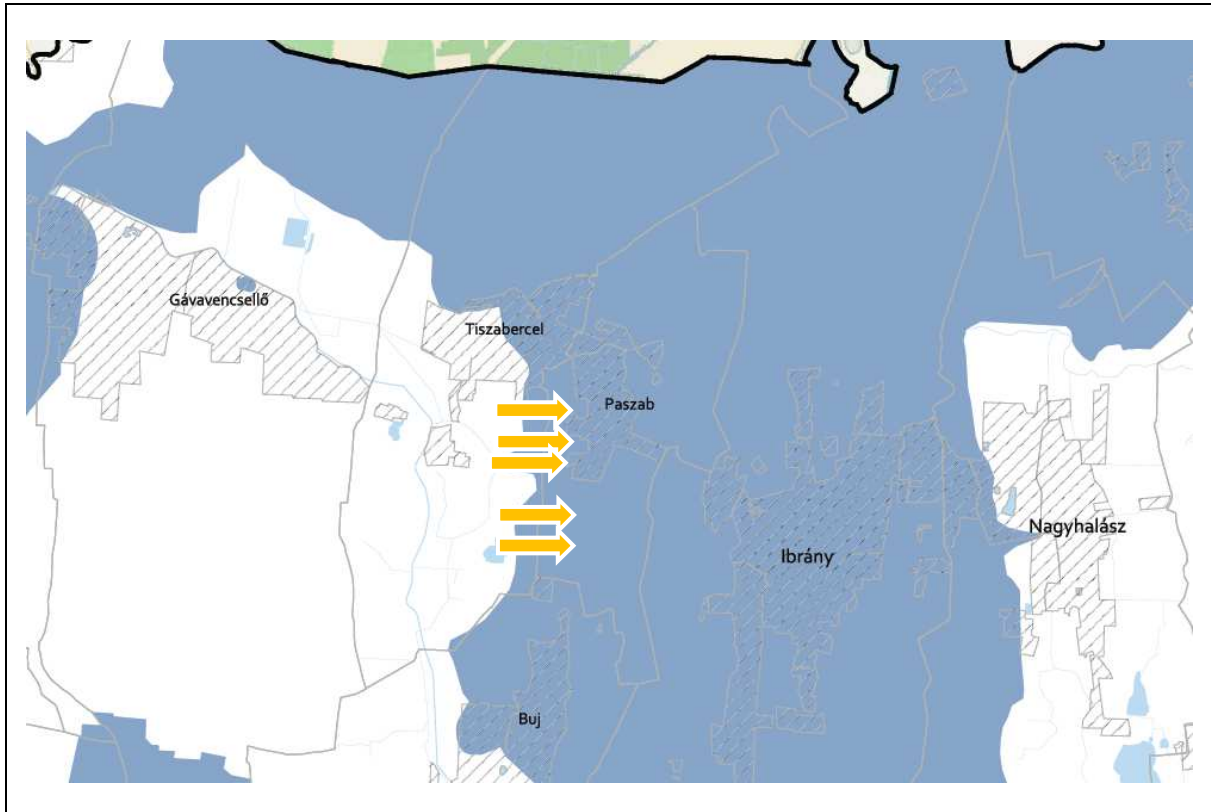 Gávavencsellő
Tiszabercel
Paszab
Nagyhalász
Ibrány
Buj